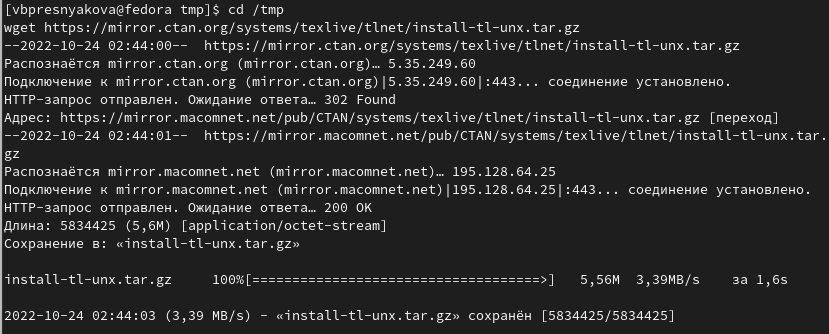 [vbpresnyakova@fedora tmp]$ cd /tmp
wget https://mirror.ctan.org/systems/texlive/tlnet/install-tl-unx.tar.gz
--2022-10-24 02:44:00--  https://mirror.ctan.org/systems/texlive/tlnet/install-tl-unx.tar.gz
Распознаётся mirror.ctan.org (mirror.ctan.org)… 5.35.249.60
Подключение к mirror.ctan.org (mirror.ctan.org)|5.35.249.60|:443... соединение установлено.
HTTP-запрос отправлен. Ожидание ответа… 302 Found
Адрес: https://mirror.macomnet.net/pub/CTAN/systems/texlive/tlnet/install-tl-unx.tar.gz [переход]
--2022-10-24 02:44:01--  https://mirror.macomnet.net/pub/CTAN/systems/texlive/tlnet/install-tl-unx.tar.
gz
Распознаётся mirror.macomnet.net (mirror.macomnet.net)… 195.128.64.25
Подключение к mirror.macomnet.net (mirror.macomnet.net)|195.128.64.25|:443... соединение установлено.
HTTP-запрос отправлен. Ожидание ответа… 200 OK
Длина: 5834425 (5,6M) [application/octet-stream]
Сохранение в: «install-tl-unx.tar.gz»
install-tl-unx.tar.gz     100%[====================================>]   5,56M  3,39MB/s    за 1,6s
2022-10-24 02:44:03 (3,39 MB/s) - «install-tl-unx.tar.gz» сохранён [5834425/5834425]